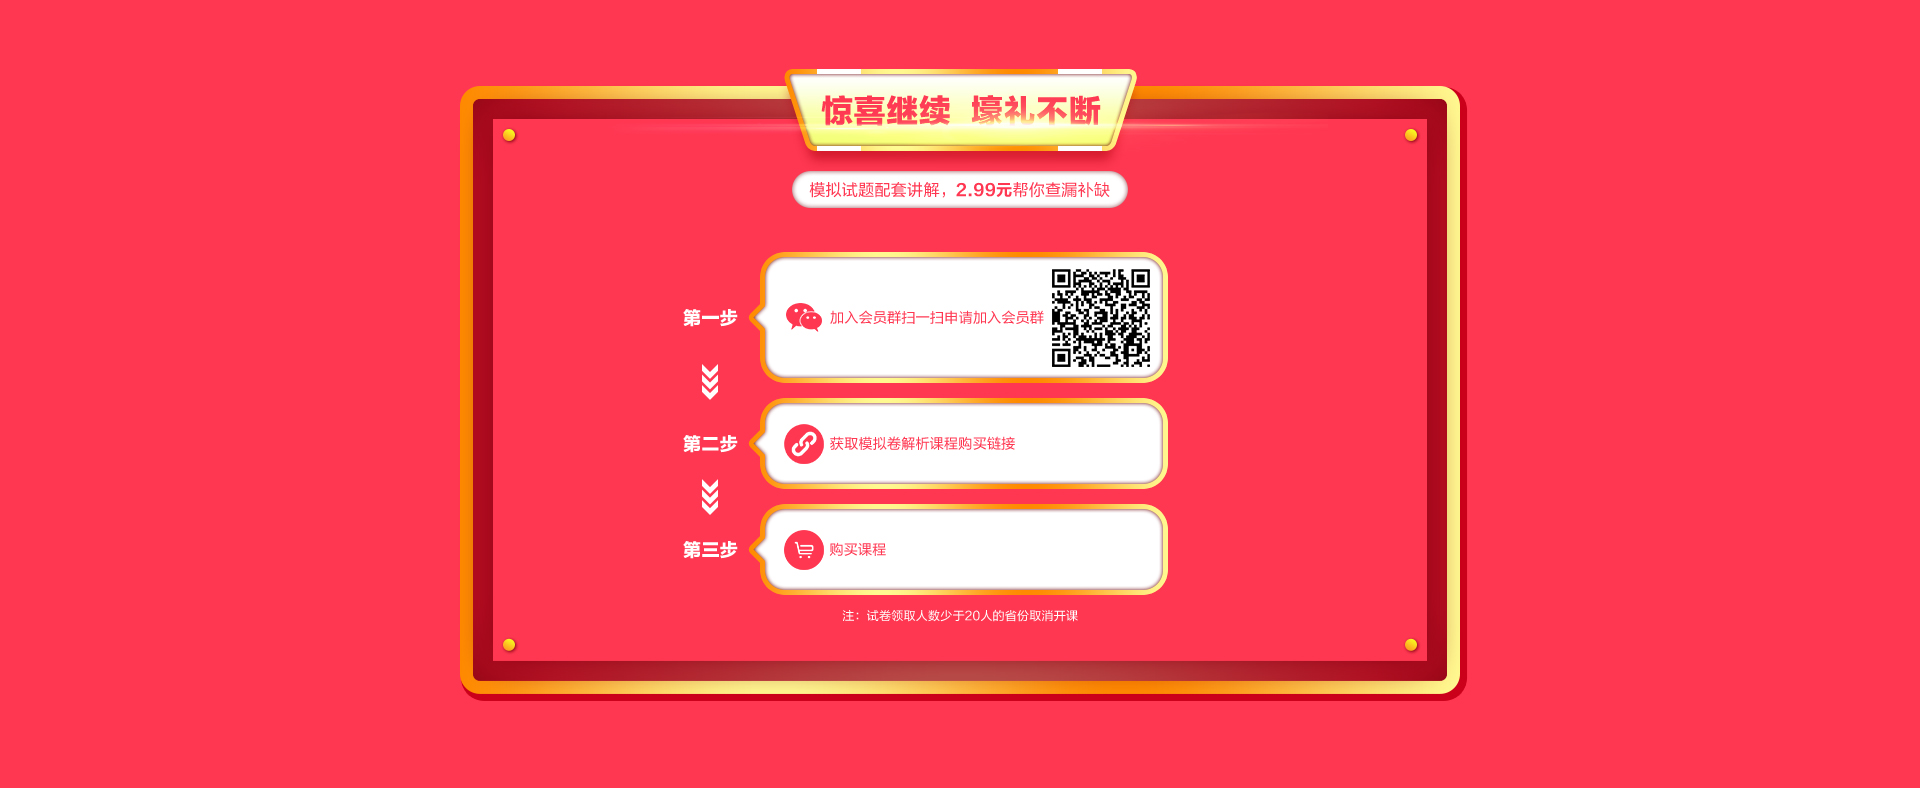 惊喜继续 壕礼不断
模拟试题配套讲解，2.99元帮你查漏补缺
第一步
加入会员群扫一扫申请加入会员群
第二步
获取模拟卷解析课程购买链接
第三步
购买课程
注：试卷领取人数少于20人的省份取消开课